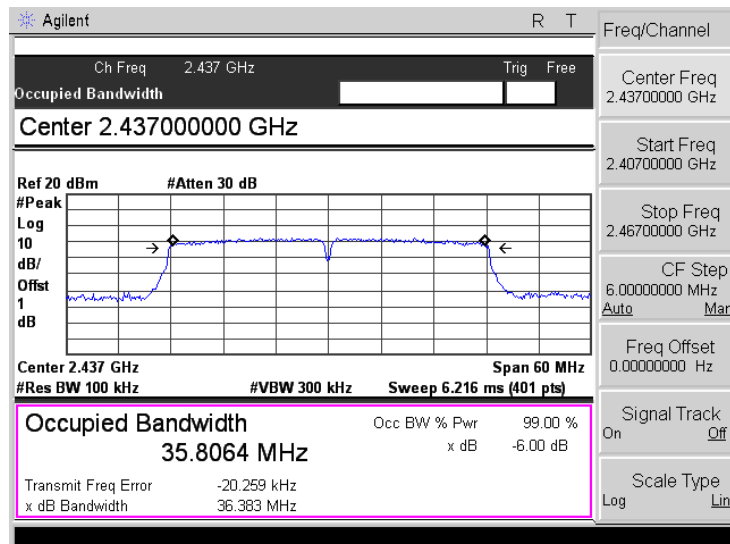 Agilent R T
Ch Freq 2.437 GHz Trig Free
Occupied Bandwidth
Center 2.437000000 GHz
Ref 20 dBm #Atten 30 dB
#Peak
Log
10
dB/
Offst
1
dB
Center 2.437 GHz Span 60 MHz
#Res BW 100 kHz #VBW 300 kHz Sweep 6.216 ms (401 pts)
Occupied Bandwidth
35.8064 MHz
Occ BW % Pwr 99.00 %
x dB -6.00 dB
Transmit Freq Error -20.259 kHz
x dB Bandwidth 36.383 MHz
Freq/Channel
Center Freq
2.43700000 GHz
Start Freq
2.40700000 GHz
Stop Freq
2.46700000 GHz
CF Step
6.00000000 MHz
Auto Man
Freq Offset
0.00000000 Hz
Signal Track
On Off
Scale Type
Log Lin